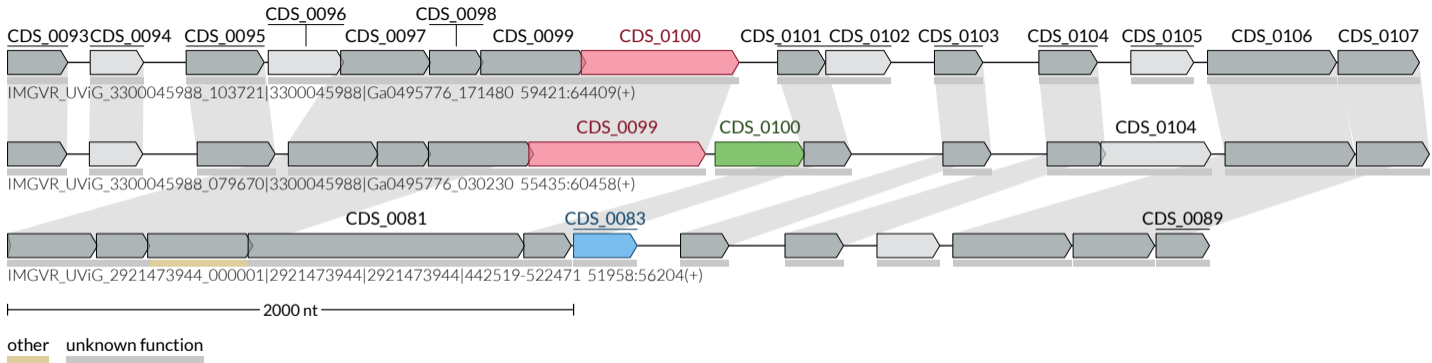 CDS_0096 CDS_0098
CDS_0093 CDS_0094 CDS_0095 CDS_0097 CDS_0099 CDS_0100 CDS_0101 CDS_0102 CDS_0103 CDS_0104 CDS_0105 CDS_0106 CDS_0107
IMGVR_UViG_3300045988_103721|3300045988|Ga0495776_171480 59421:64409(+)
CDS_0099 CDS_0100 CDS_0104
IMGVR_UViG_3300045988_079670|3300045988|Ga0495776_030230 55435:60458(+)
CDS_0081 CDS_0083 CDS_0089
IMGVR_UViG_2921473944_000001|2921473944|2921473944|442519-522471 51958:56204(+)
2000 nt
other unknown function